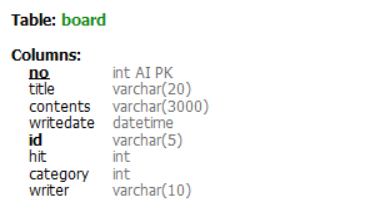 Table: board
Columns:
no int AI PK
title varchar(20)
contents varchar(3000)
writedate datetime
id varchar(5)
hit int
category int
writer varchar(10)